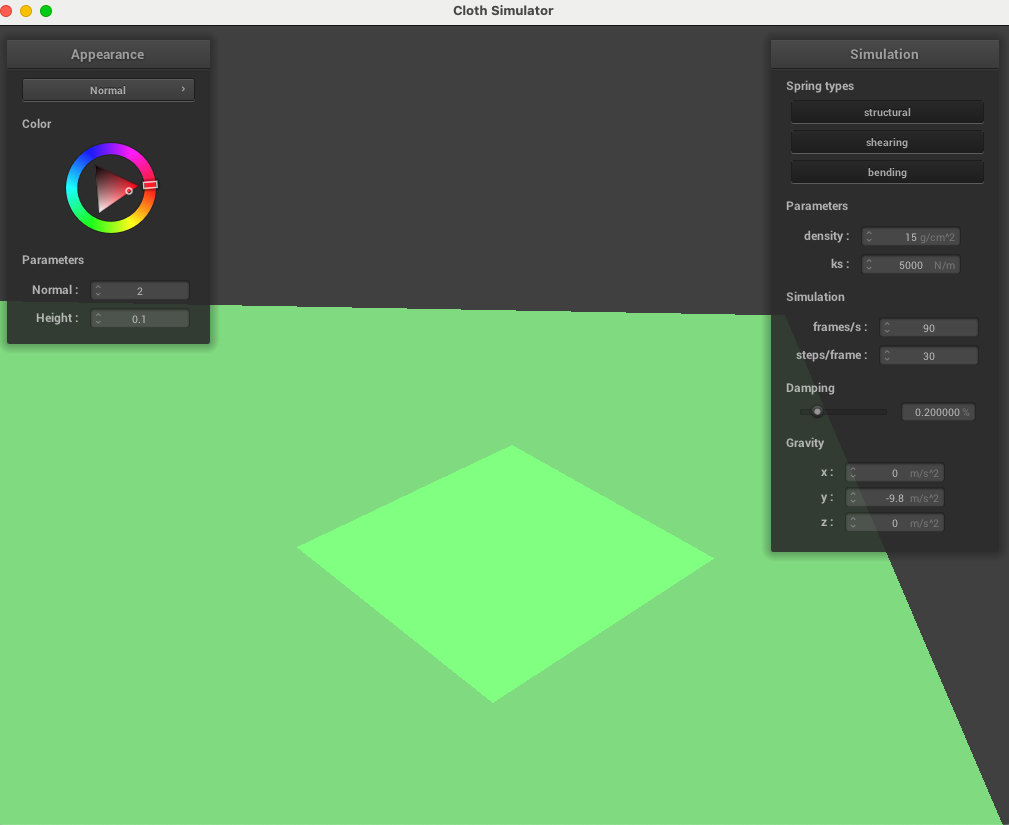 Cloth Simulator
Appearance
Normal
Color
Parameters
Normal : 2
Height : 0.1
Simulation
Spring types
structural
shearing
bending
Parameters
density : 15 g/cm^2
ks : 5000 N/m
Simulation
frames/s : 90
steps/frame : 30
Damping
0.200000 %
Gravity
x : 0 m/s^2
y : -9.8 m/s^2
z : 0 m/s^2